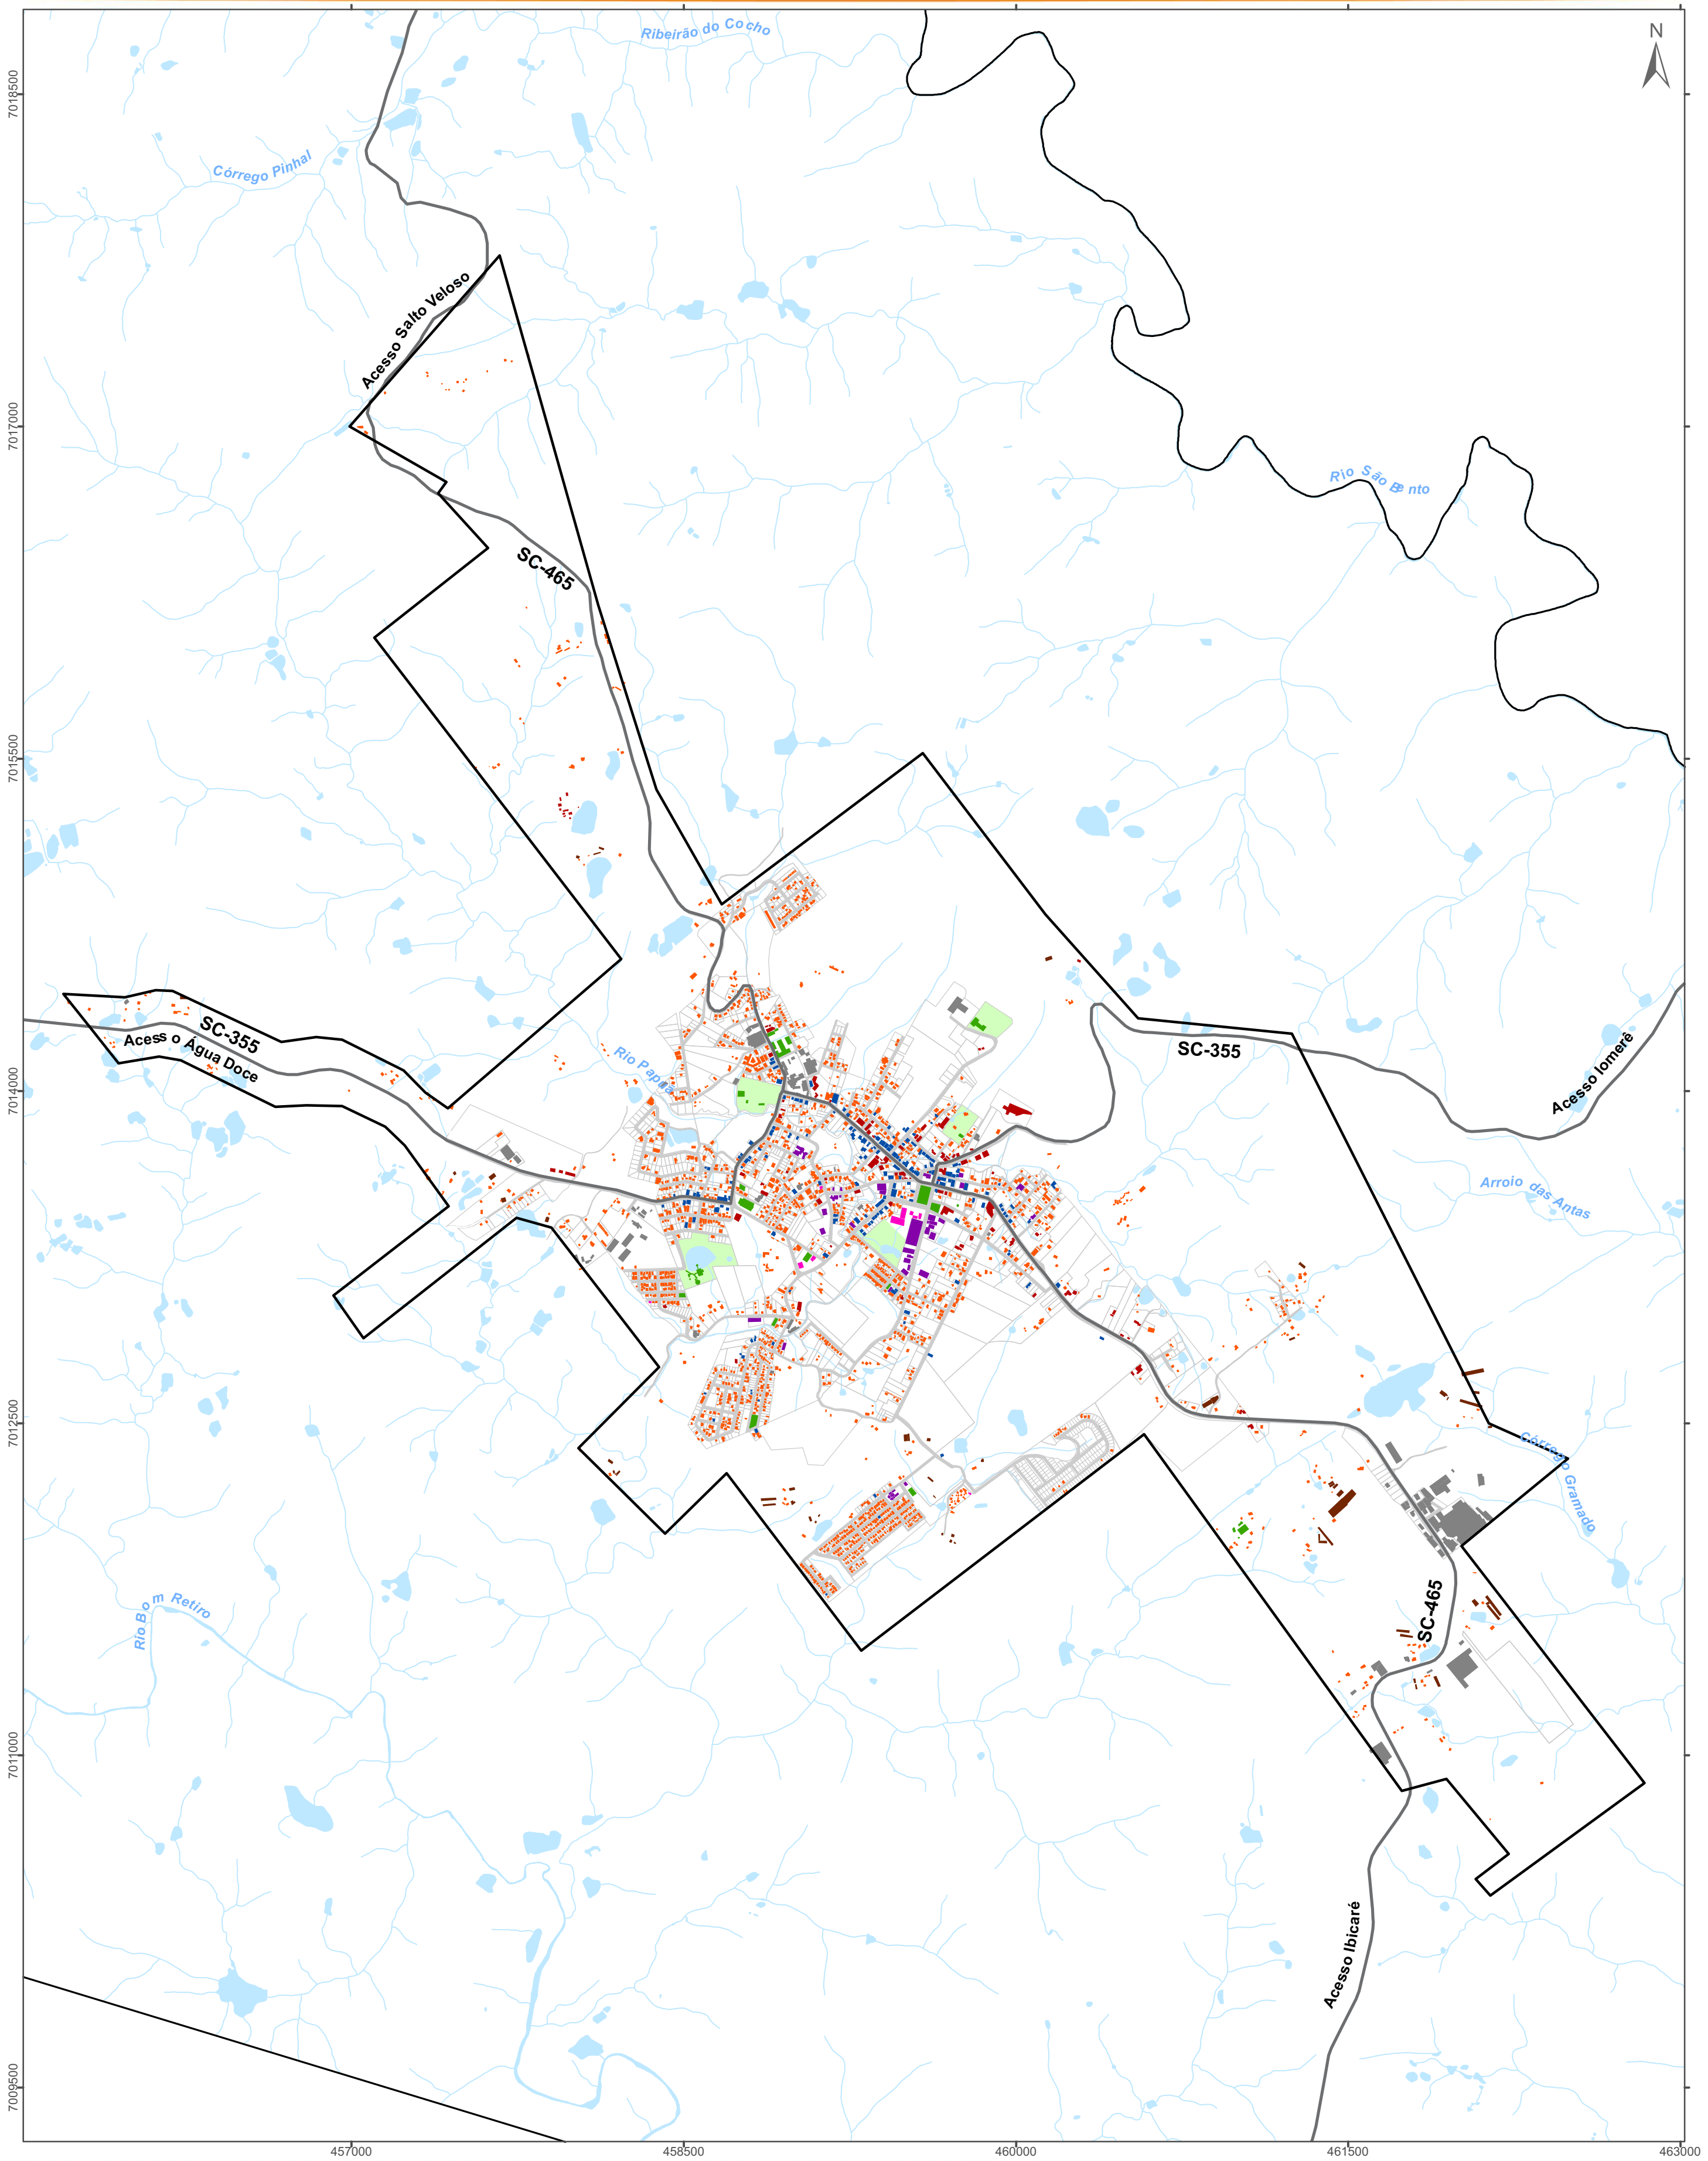 Ribeirão do Cocho
N
7018500
Córrego Pinhal
Acesso Salto Veloso
7017000
Rio São Bento
SC-465
7015500
SC-355
Acesso Água Doce
Rio Papuã
SC-355
Acesso Iomerê
7014000
Arroio das Antas
7012500
Córrego Gramado
Rio Bom Retiro
SC-465
7011000
Acesso Ibicaré
7009500
457000
458500
460000
461500
463000